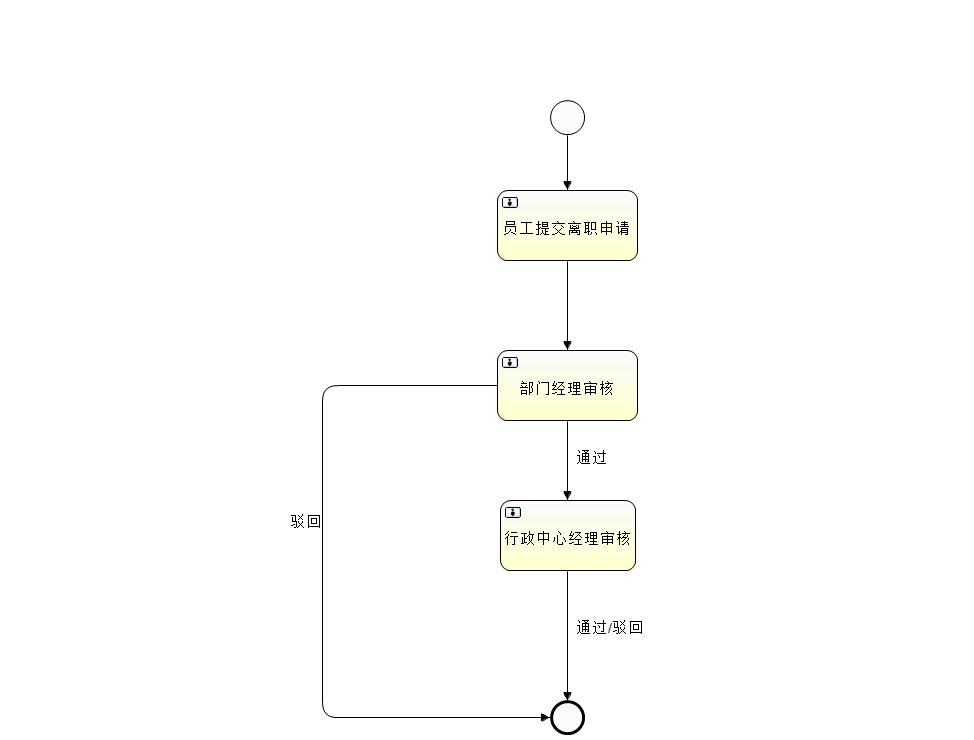 员工提交离职申请
部门经理审核
通过
驳回
行政中心经理审核
通过/驳回